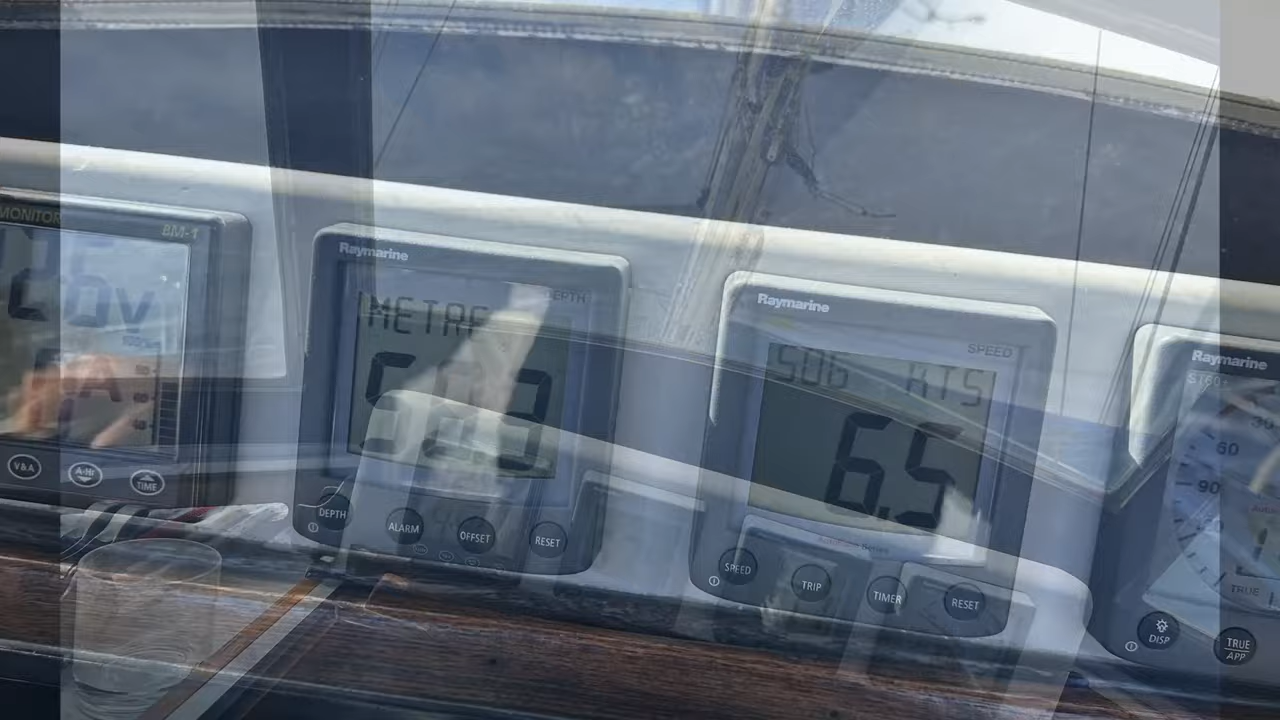 MONITOR
BM-1
V&A
A-Hr
TIME
Raymarine
DEPTH
DEPTH
ALARM
OFFSET
RESET
Raymarine
SPEED
SOG KTS
6.5
SPEED
TRIP
TIMER
RESET
Raymarine
60
90
TRUE
DISP
TRUE
APP